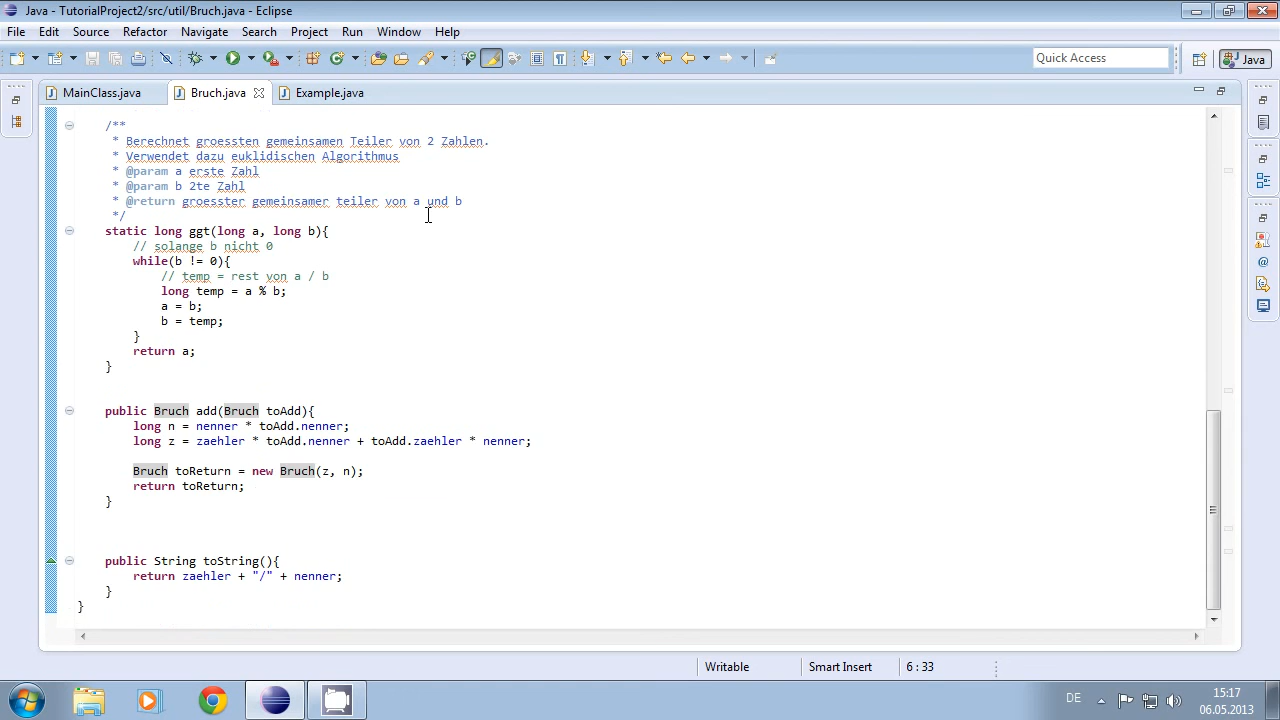 Java - TutorialProject2/src/util/Bruch.java - Eclipse
File Edit Source Refactor Navigate Search Project Run Window Help
Quick Access
Java
MainClass.java
Bruch.java
Example.java
/**
* Berechnet groessten gemeinsamen Teiler von 2 Zahlen.
* Verwendet dazu euklidischen Algorithmus
* @param a erste Zahl
* @param b 2te Zahl
* @return groesster gemeinsamer teiler von a und b
*/
static long ggt(long a, long b){
// solange b nicht 0
while(b != 0){
// temp = rest von a / b
long temp = a % b;
a = b;
b = temp;
}
return a;
}
public Bruch add(Bruch toAdd){
long n = nenner * toAdd.nenner;
long z = zaehler * toAdd.nenner + toAdd.zaehler * nenner;
Bruch toReturn = new Bruch(z, n);
return toReturn;
}
public String toString(){
return zaehler + "/" + nenner;
}
}
Writable
Smart Insert
6 : 33
DE
15:17
06.05.2013